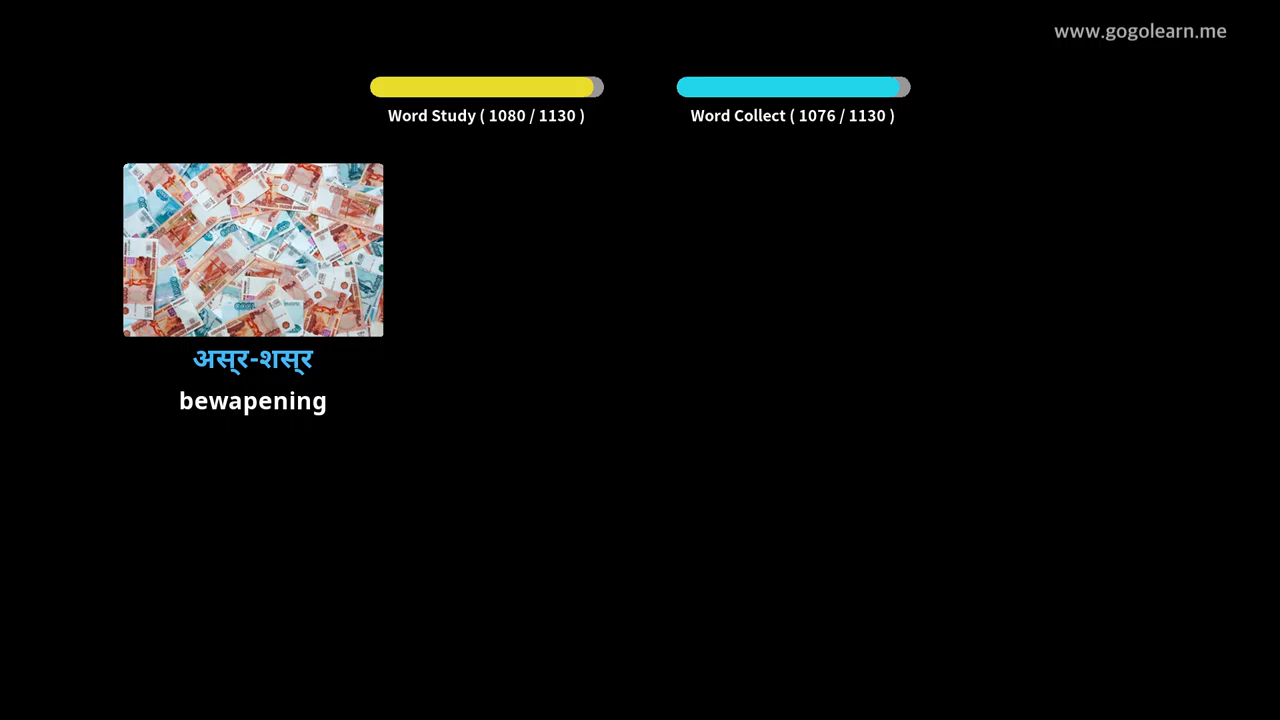 www.gogolearn.me
Word Study ( 1080 / 1130 )
Word Collect ( 1076 / 1130 )
अस्र-शस्र
bewapening